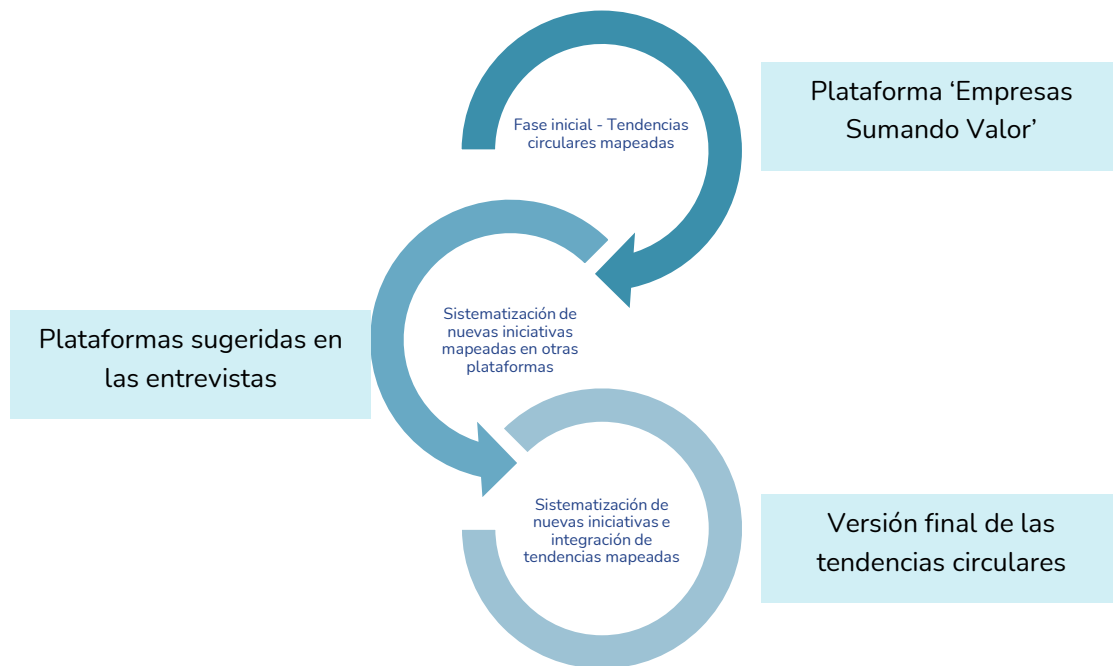 Fase inicial - Tendencias
circulares mapeadas
Plataforma ‘Empresas
Sumando Valor’
Sistematización de
nuevas iniciativas
mapeadas en otras
plataformas
Plataformas sugeridas en
las entrevistas
Sistematización de
nuevas iniciativas e
integración de
tendencias mapeadas
Versión final de las
tendencias circulares